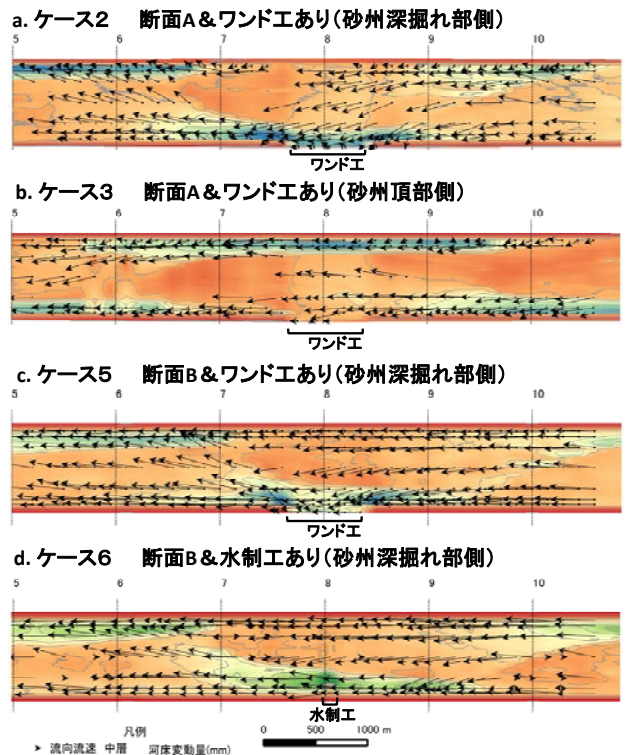 a. ケース2 断面A&ワンド工あり(砂州深掘れ部側)
5 6 7 8 9 10
ワンド工
b. ケース3 断面A&ワンド工あり(砂州頂部側)
5 6 7 8 9 10
ワンド工
c. ケース5 断面B&ワンド工あり(砂州深掘れ部側)
5 6 7 8 9 10
ワンド工
d. ケース6 断面B&水制工あり(砂州深掘れ部側)
5 6 7 8 9 10
水制工
凡例
流向流速 中層 河床変動量(mm)
0 500 1000 m